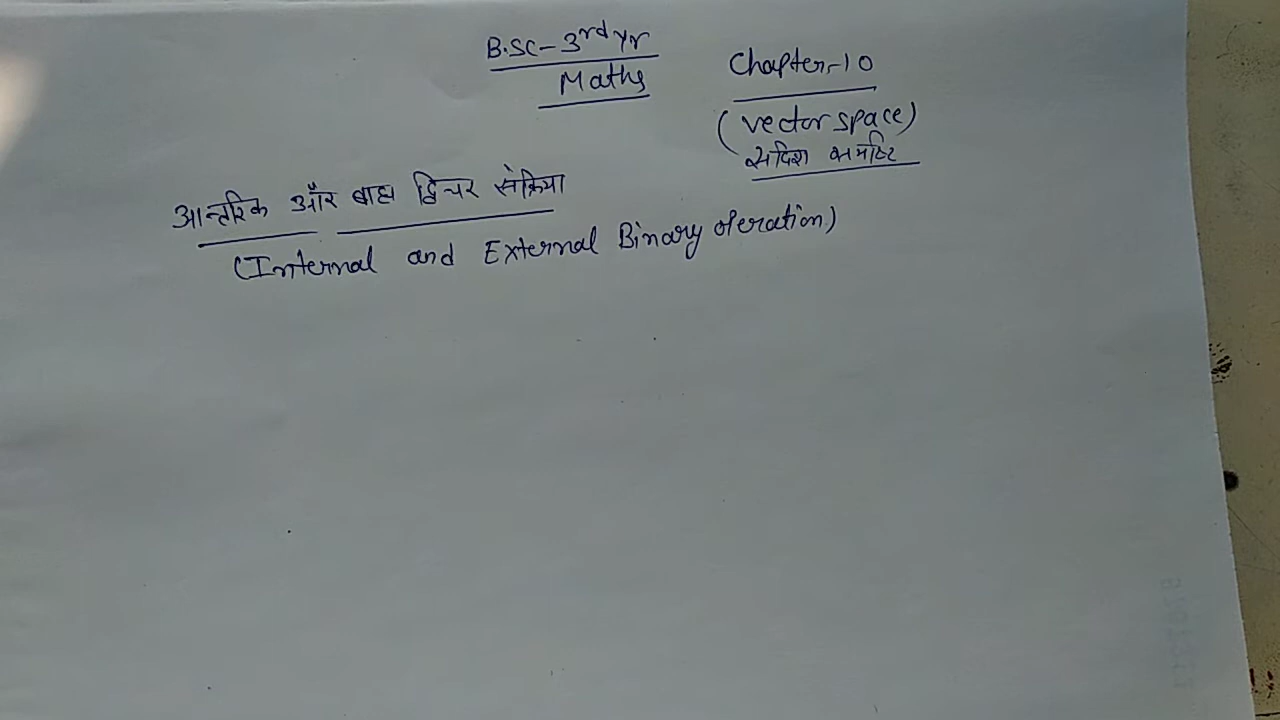 B.SC- 3rd Yr
Maths
Chapter-10
(vector space)
सदिश समष्टि
आन्तरिक और बाह्य द्विचर संक्रिया
(Internal and External Binary operation)